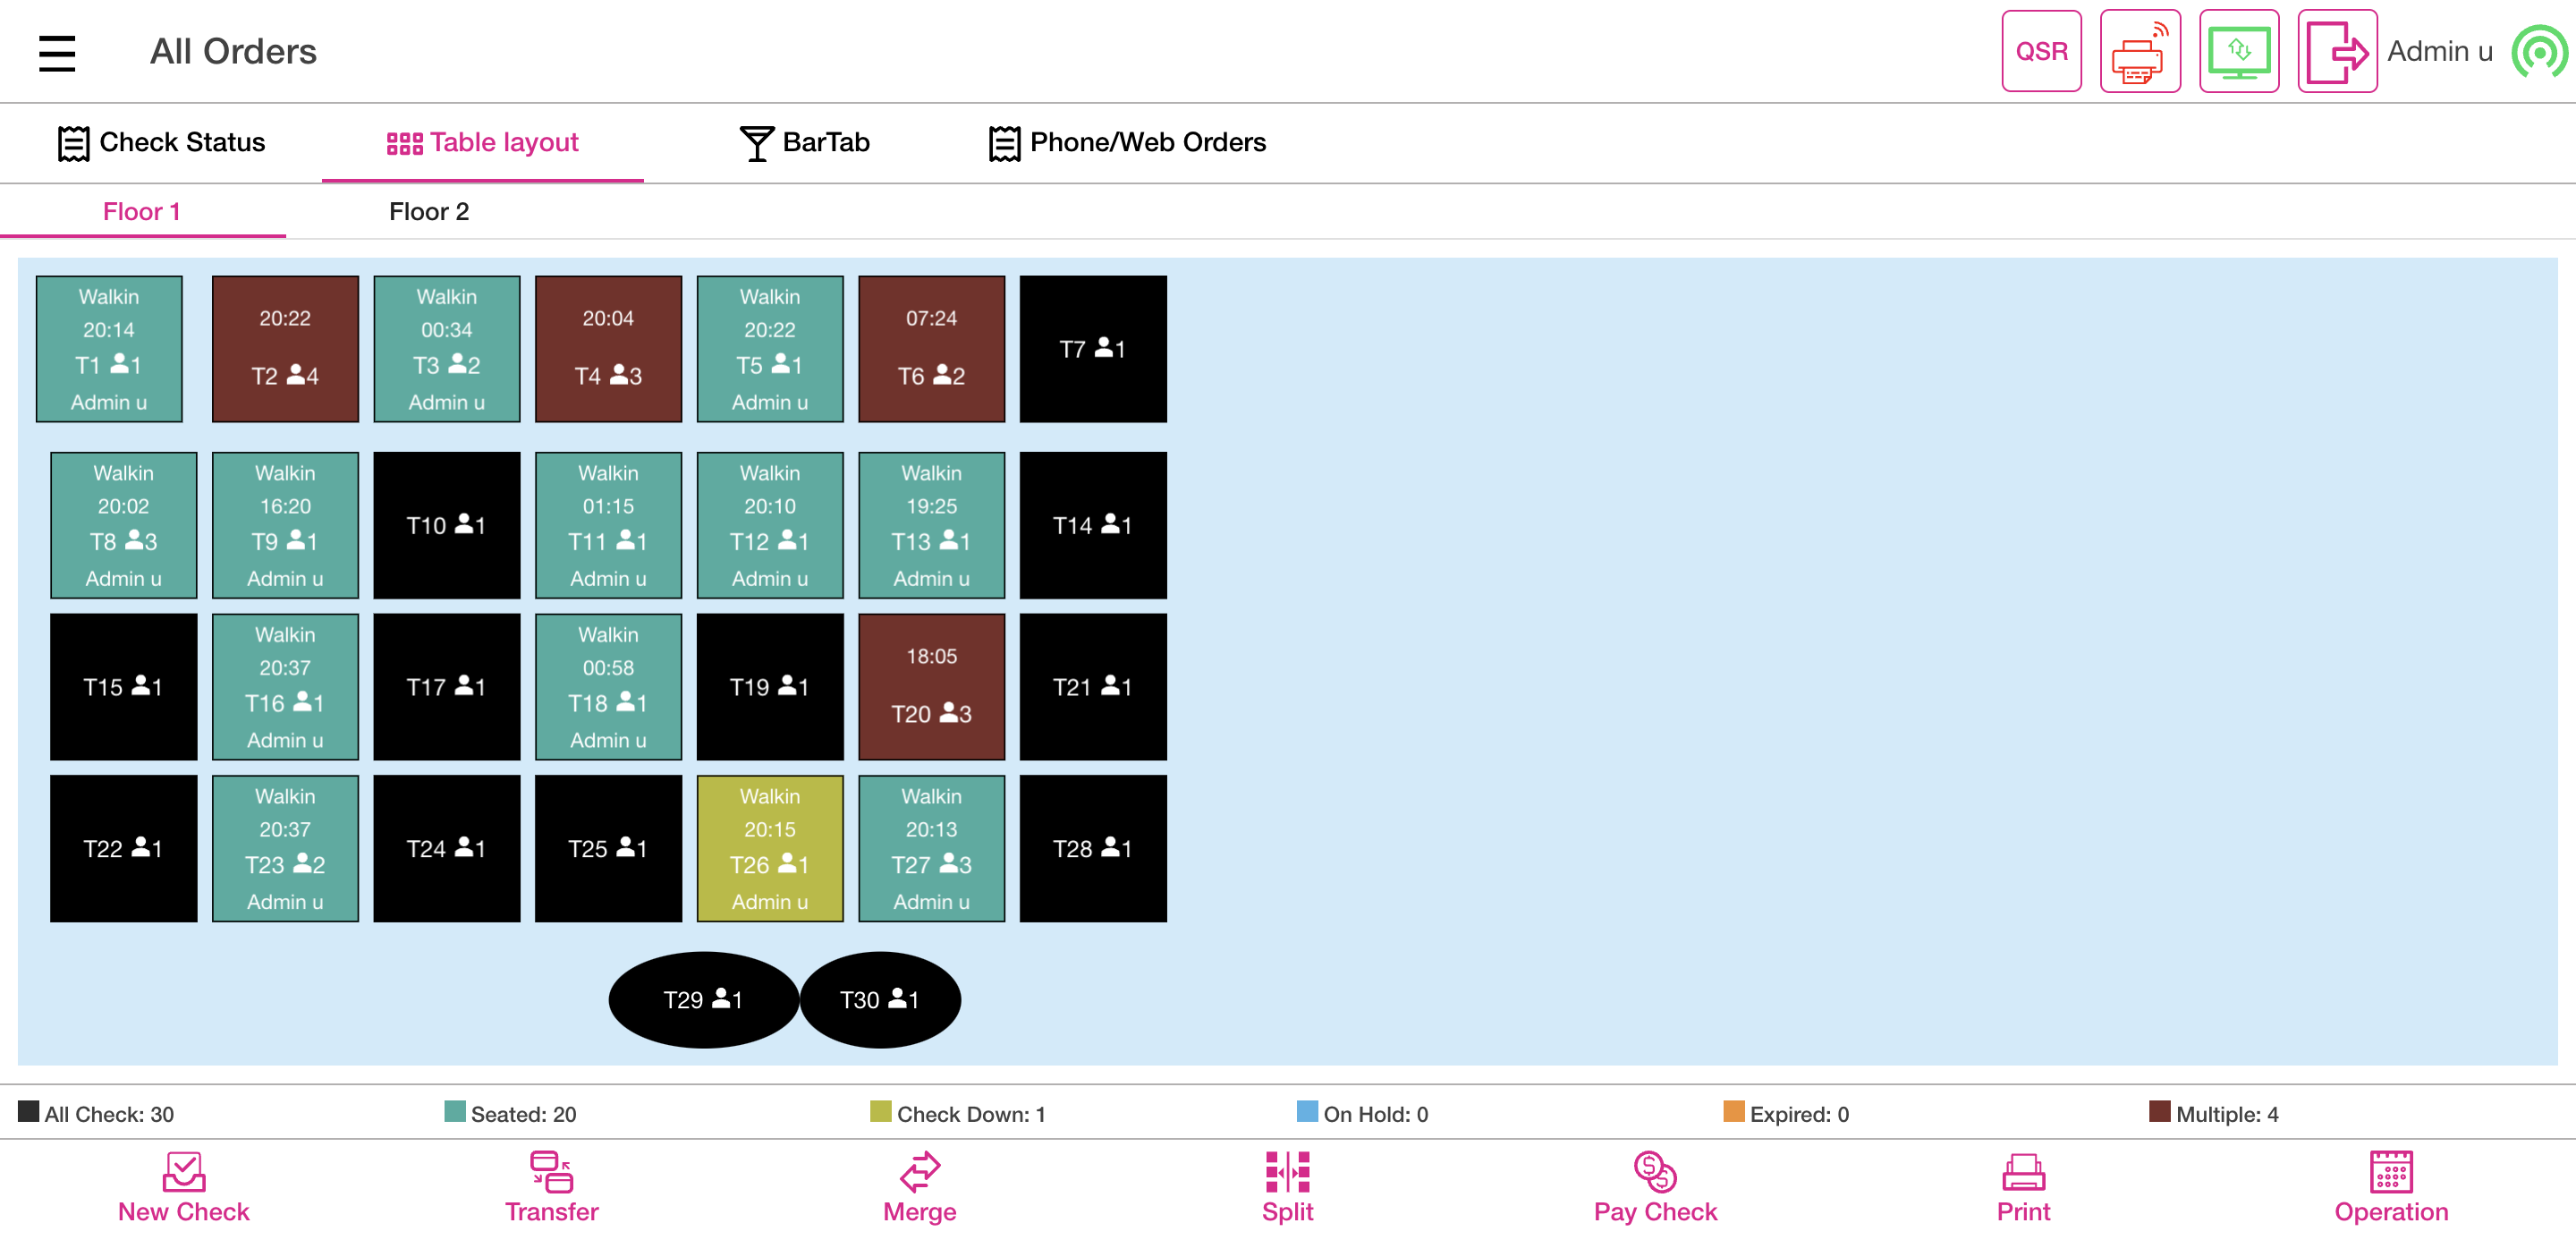 All Orders
QSR
Admin u
Check Status
Table layout
BarTab
Phone/Web Orders
Floor 1
Floor 2
Walkin
20:14
T1 1
Admin u
20:22
T2 4
Walkin
00:34
T3 2
Admin u
20:04
T4 3
Walkin
20:22
T5 1
Admin u
07:24
T6 2
T7 1
Walkin
20:02
T8 3
Admin u
Walkin
16:20
T9 1
Admin u
T10 1
Walkin
01:15
T11 1
Admin u
Walkin
20:10
T12 1
Admin u
Walkin
19:25
T13 1
Admin u
T14 1
T15 1
Walkin
20:37
T16 1
Admin u
T17 1
Walkin
00:58
T18 1
Admin u
T19 1
18:05
T20 3
T21 1
T22 1
Walkin
20:37
T23 2
Admin u
T24 1
T25 1
Walkin
20:15
T26 1
Admin u
Walkin
20:13
T27 3
Admin u
T28 1
T29 1
T30 1
All Check: 30
Seated: 20
Check Down: 1
On Hold: 0
Expired: 0
Multiple: 4
New Check
Transfer
Merge
Split
Pay Check
Print
Operation